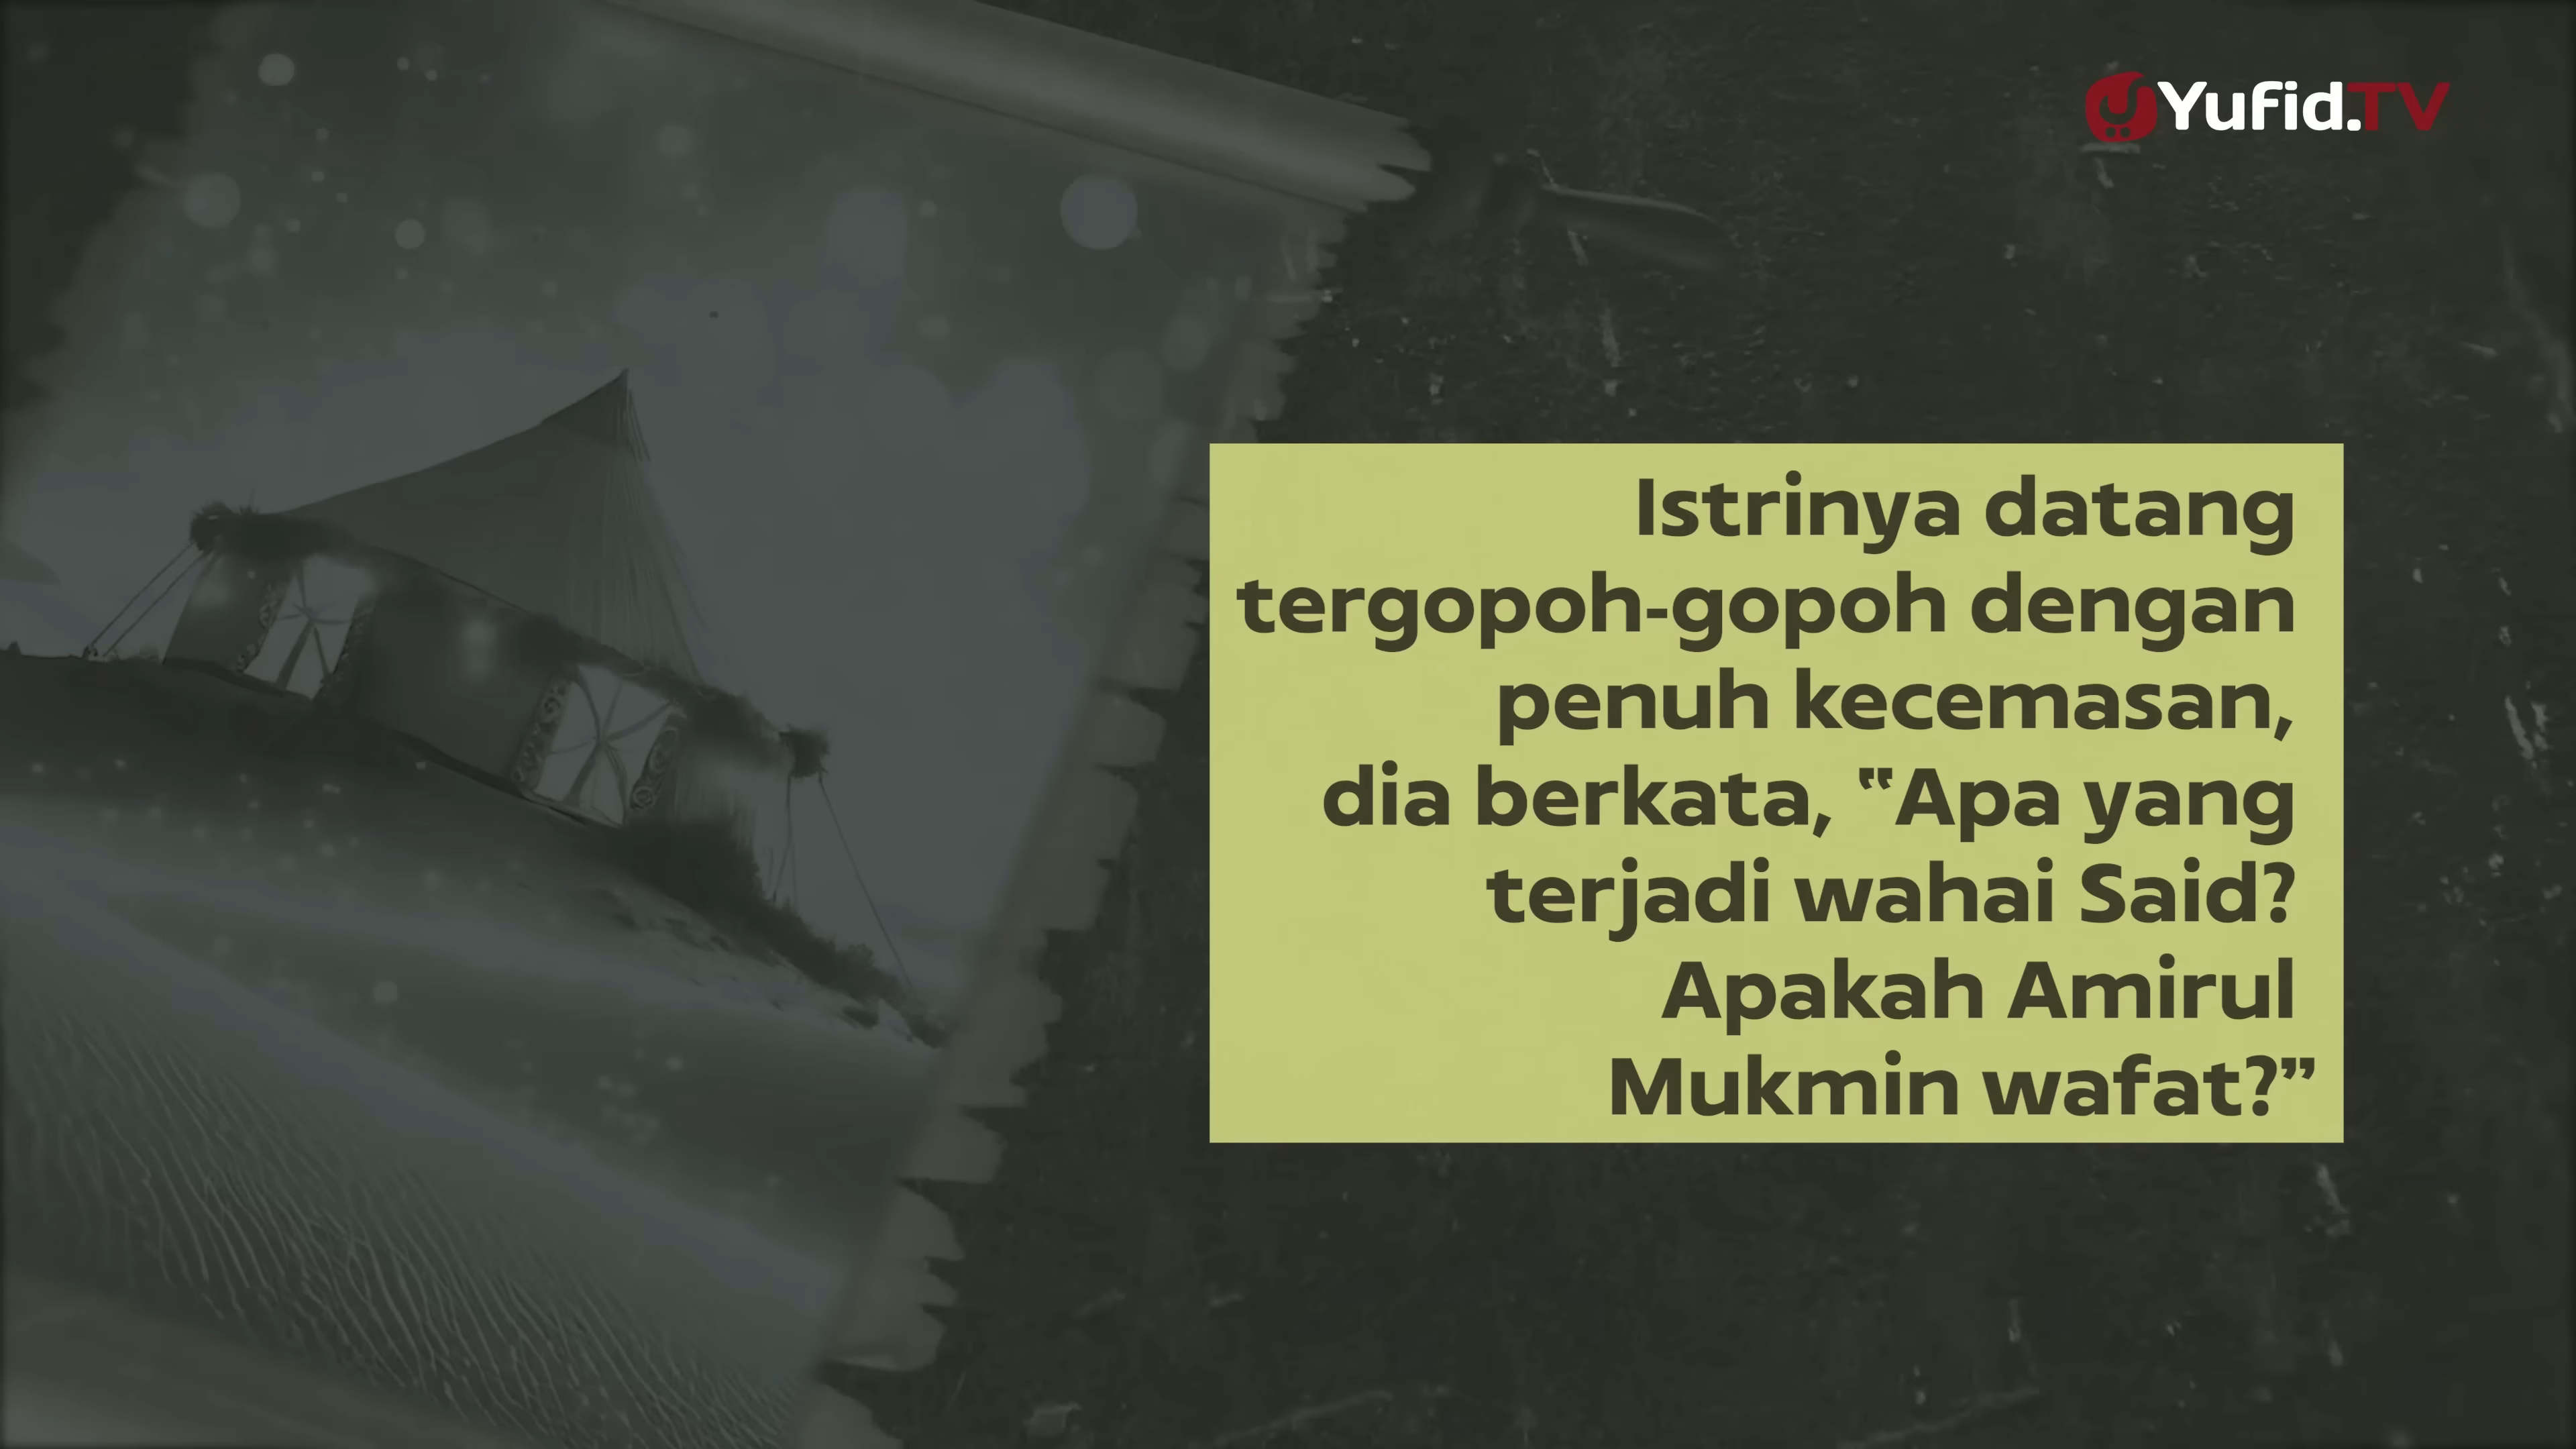 Yufid.TV
Istrinya datang
tergopoh-gopoh dengan
penuh kecemasan,
dia berkata, “Apa yang
terjadi wahai Said?
Apakah Amirul
Mukmin wafat?”